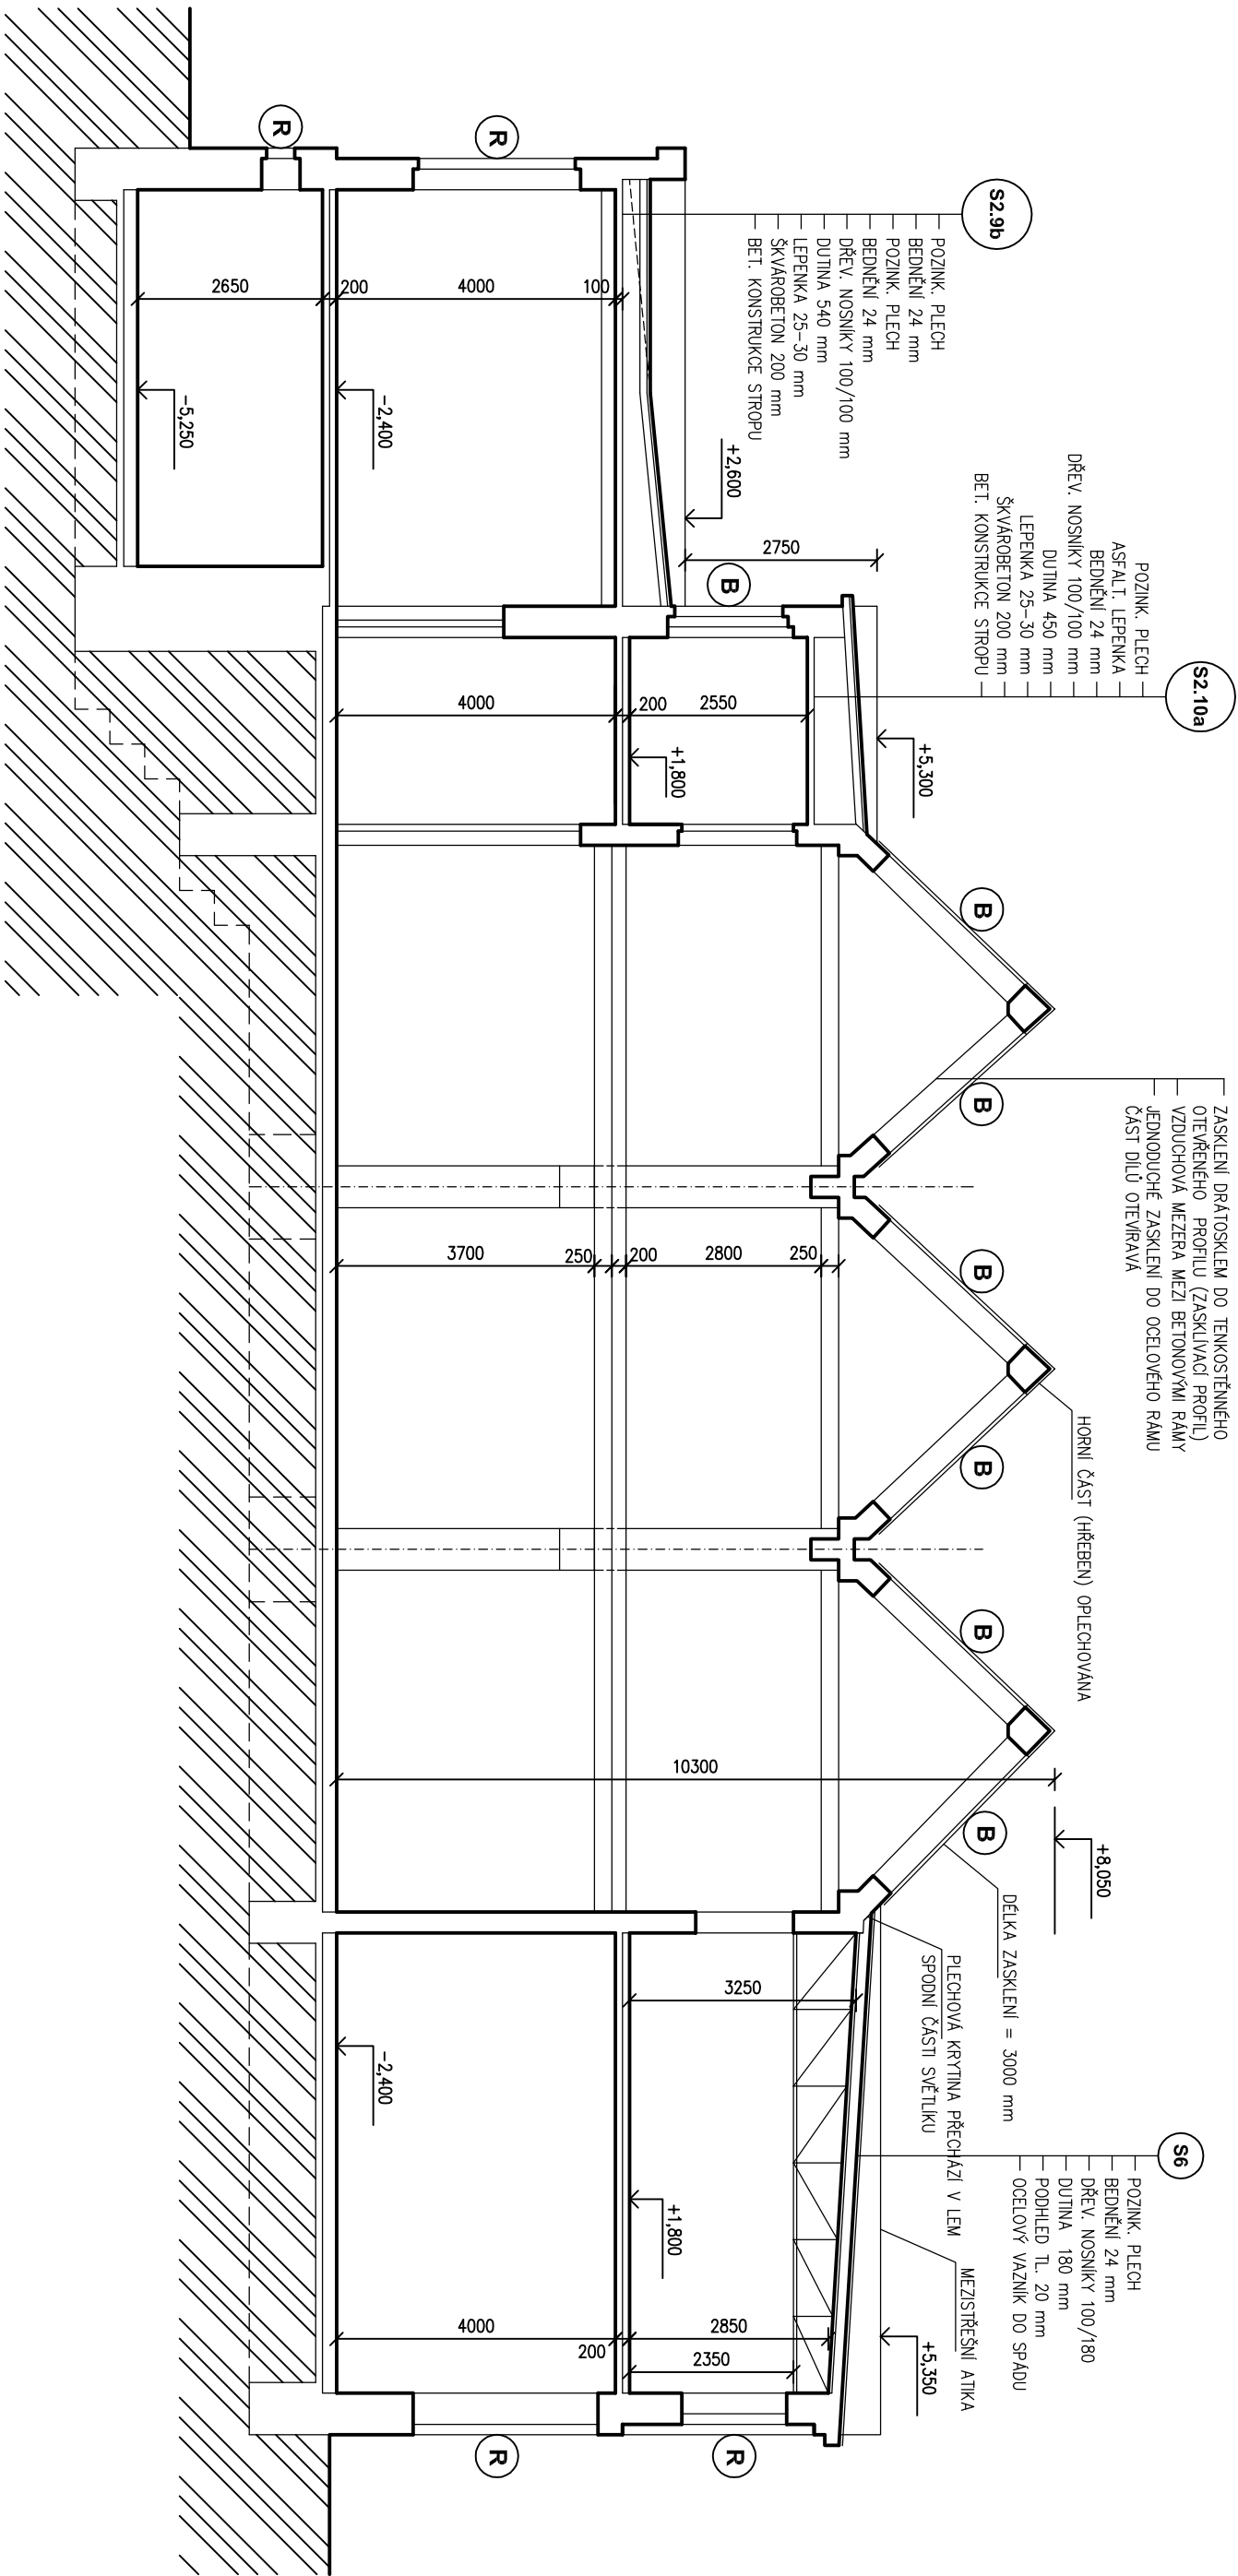 S2.9b
POZINK. PLECH
BEDNĚNÍ 24 mm
POZINK. PLECH
BEDNĚNÍ 24 mm
DŘEV. NOSNÍKY 100/100 mm
DUTINA 540 mm
LEPENKA 25-30 mm
ŠKVÁROBETON 200 mm
BET. KONSTRUKCE STROPU
S2.10a
POZINK. PLECH
ASFALT. LEPENKA
BEDNĚNÍ 24 mm
DŘEV. NOSNÍKY 100/100 mm
DUTINA 450 mm
LEPENKA 25-30 mm
ŠKVÁROBETON 200 mm
BET. KONSTRUKCE STROPU
ZASKLENÍ DRÁTOSKLEM DO TENKOSTĚNNÉHO
OTEVŘENÉHO PROFILU (ZASKLÍVACÍ PROFIL)
VZDUCHOVÁ MEZERA MEZI BETONOVÝMI RÁMY
JEDNODUCHÉ ZASKLENÍ DO OCELOVÉHO RÁMU
ČÁST DÍLŮ OTEVÍRAVÁ
HORNÍ ČÁST (HŘEBEN) OPLECHOVÁNA
DÉLKA ZASKLENÍ = 3000 mm
PLECHOVÁ KRYTINA PŘECHÁZÍ V LEM
SPODNÍ ČÁSTI SVĚTLÍKU
S6
POZINK. PLECH
BEDNĚNÍ 24 mm
DŘEV. NOSNÍKY 100/180
DUTINA 180 mm
PODHLED TL. 20 mm
OCELOVÝ VAZNÍK DO SPÁDU
MEZISTŘEŠNÍ ATIKA
+2,600
2750
+5,300
+8,050
+5,350
B
B
B
B
B
B
B
R
R
R
R
100
4000
200
2650
-2,400
-5,250
2550
200
4000
+1,800
250
2800
200
250
3700
10300
3250
-2,400
+1,800
2850
2350
200
4000